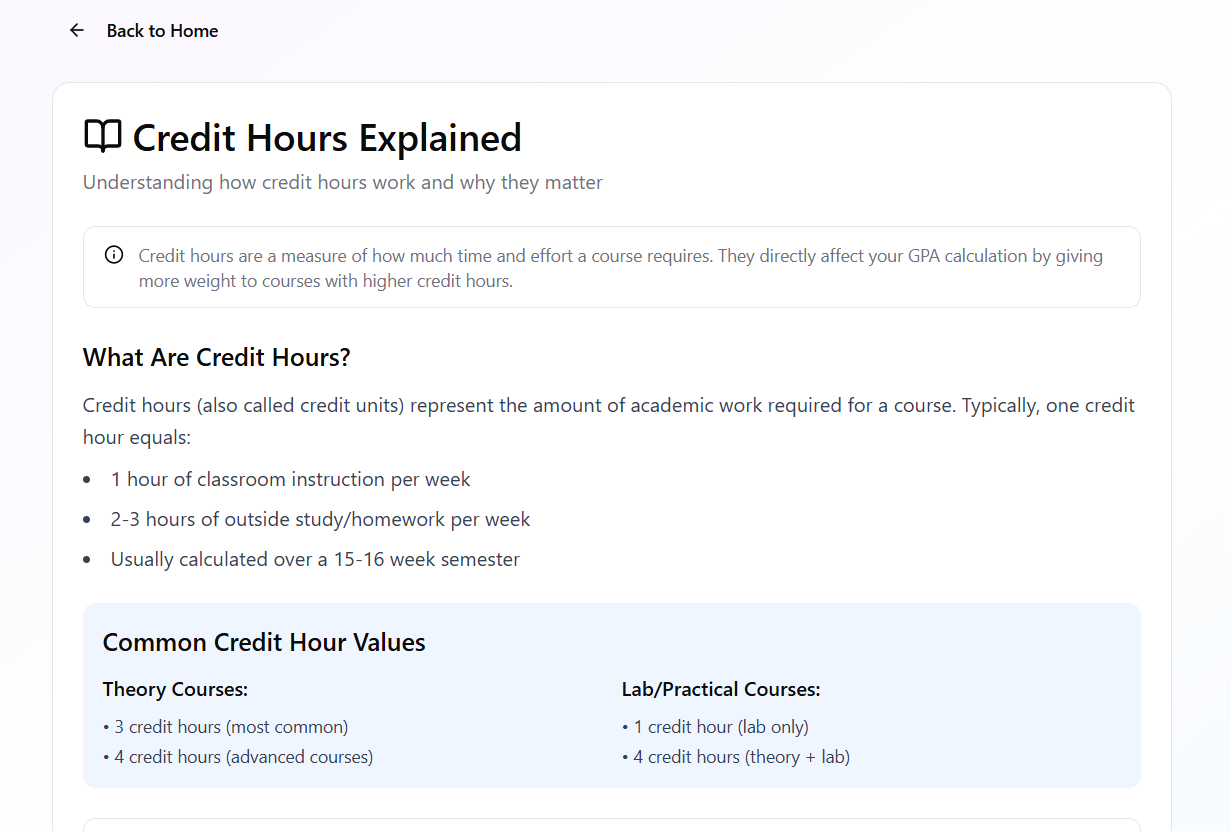 Back to Home
Credit Hours Explained
Understanding how credit hours work and why they matter
Credit hours are a measure of how much time and effort a course requires. They directly affect your GPA calculation by giving
more weight to courses with higher credit hours.
What Are Credit Hours?
Credit hours (also called credit units) represent the amount of academic work required for a course. Typically, one credit
hour equals:
• 1 hour of classroom instruction per week
• 2-3 hours of outside study/homework per week
• Usually calculated over a 15-16 week semester
Common Credit Hour Values
Theory Courses:
• 3 credit hours (most common)
• 4 credit hours (advanced courses)
Lab/Practical Courses:
• 1 credit hour (lab only)
• 4 credit hours (theory + lab)